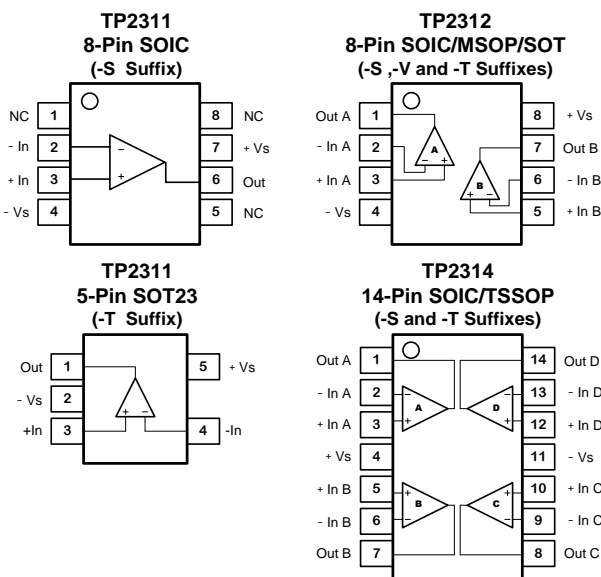 TP2311
8-Pin SOIC
(-S Suffix)
NC 1 8 NC
- In 2 - 7 + Vs
+ In 3 + 6 Out
- Vs 4 5 NC
TP2312
8-Pin SOIC/MSOP/SOT
(-S ,-V and -T Suffixes)
Out A 1 8 + Vs
- In A 2 A - + 7 Out B
+ In A 3 B + - 6 - In B
- Vs 4 5 + In B
TP2311
5-Pin SOT23
(-T Suffix)
Out 1 5 + Vs
- Vs 2
+In 3 + - 4 -In
TP2314
14-Pin SOIC/TSSOP
(-S and -T Suffixes)
Out A 1 14 Out D
- In A 2 - A D - 13 - In D
+ In A 3 + + 12 + In D
+ Vs 4 11 - Vs
+ In B 5 + B C + 10 + In C
- In B 6 - - 9 - In C
Out B 7 8 Out C